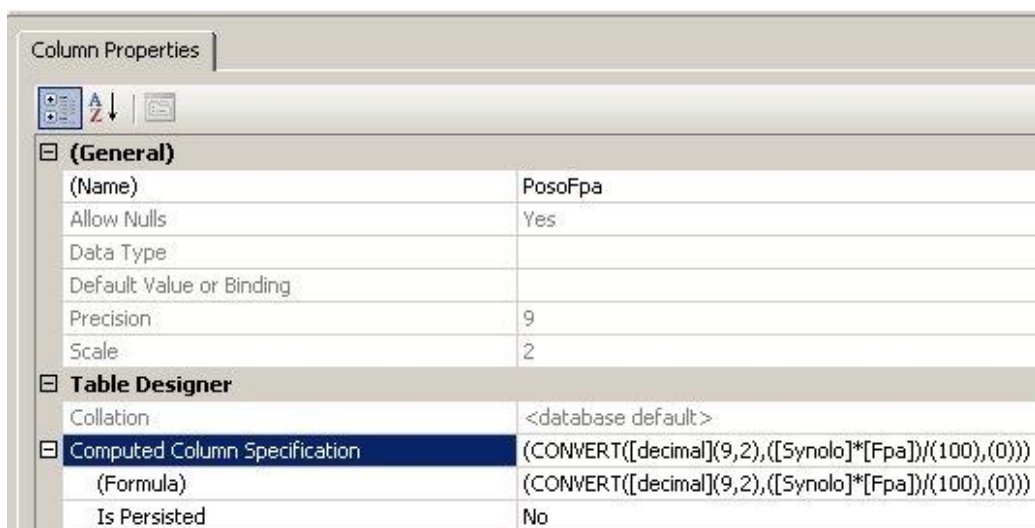 Column Properties
A
Z
(General)
(Name) PosoFpa
Allow Nulls Yes
Data Type
Default Value or Binding
Precision 9
Scale 2
Table Designer
Collation <database default>
Computed Column Specification (CONVERT([decimal](9,2),([Synolo]*[Fpa])/(100),(0)))
(Formula) (CONVERT([decimal](9,2),([Synolo]*[Fpa])/(100),(0)))
Is Persisted No